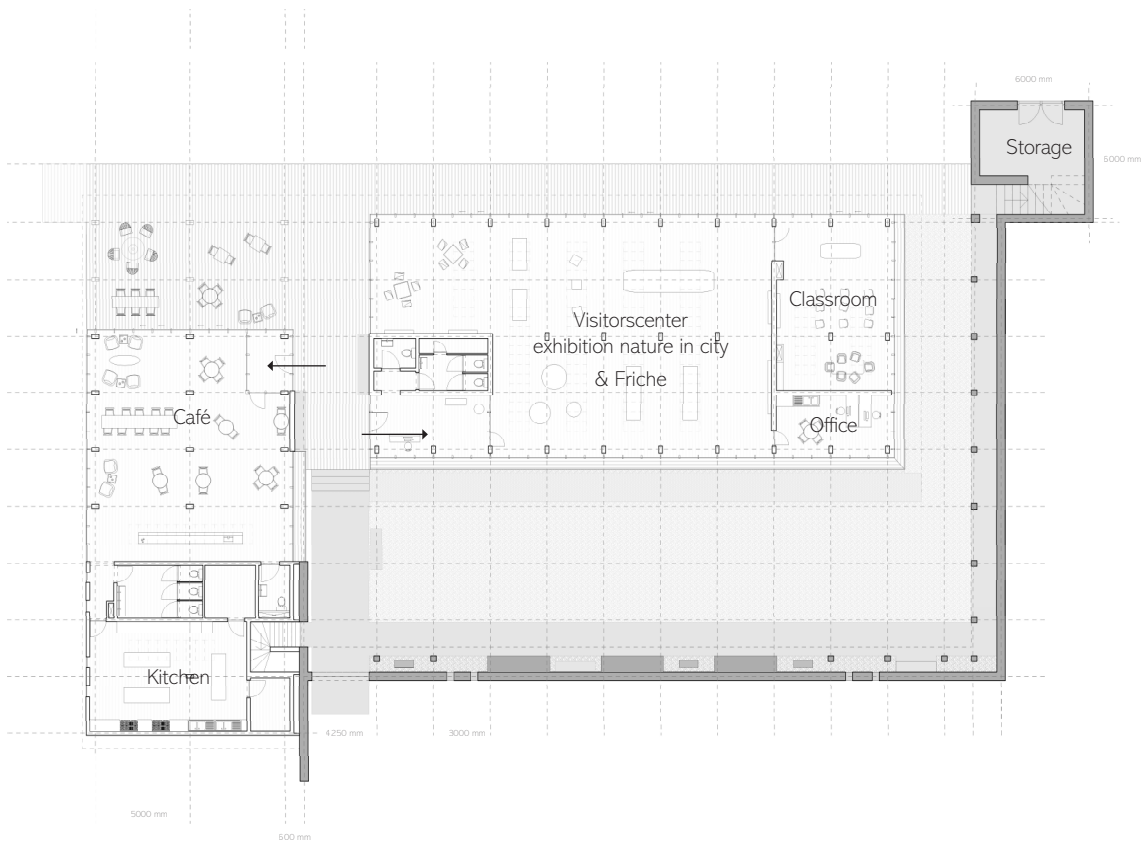 6000 mm
Storage
6000 mm
Classroom
Visitorscenter
exhibition nature in city
& Friche
Café
Office
Kitchen
4250 mm
3000 mm
5000 mm
500 mm